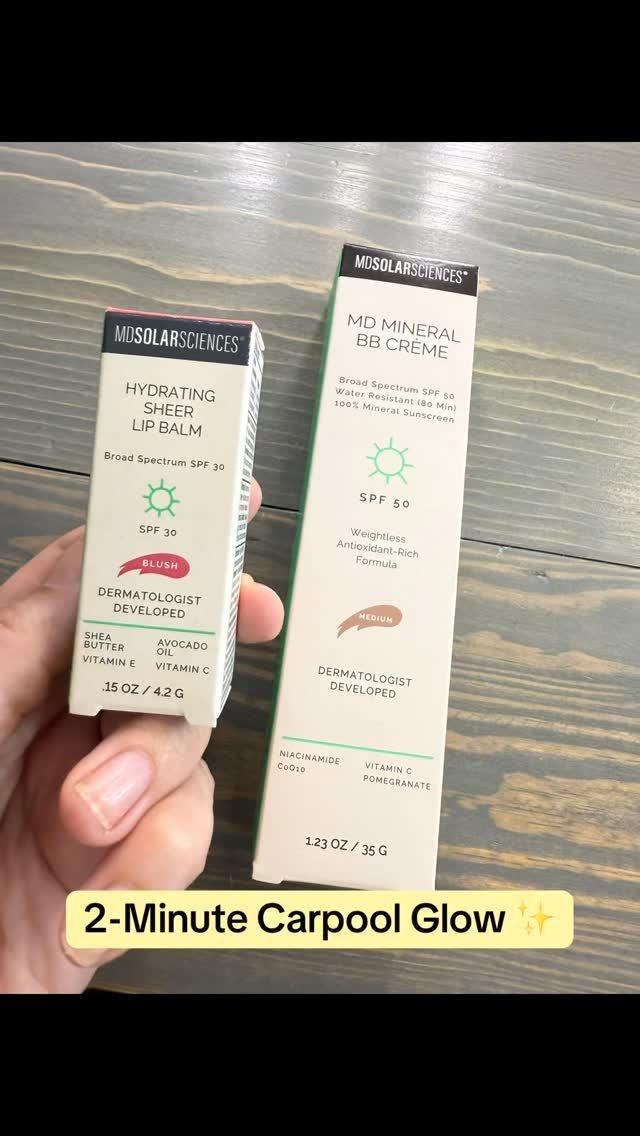 MDSOLARSCIENCES®
HYDRATING
SHEER
LIP BALM
Broad Spectrum SPF 30
SPF 30
BLUSH
DERMATOLOGIST
DEVELOPED
SHEA BUTTER
AVOCADO OIL
VITAMIN E
VITAMIN C
.15 OZ / 4.2 G
MDSOLARSCIENCES®
MD MINERAL
BB CRÈME
Broad Spectrum SPF 50
Water Resistant (80 Min)
100% Mineral Sunscreen
SPF 50
Weightless
Antioxidant-Rich
Formula
MEDIUM
DERMATOLOGIST
DEVELOPED
NIACINAMIDE
VITAMIN C
CoQ10
POMEGRANATE
1.23 OZ / 35 G
2-Minute Carpool Glow ✨